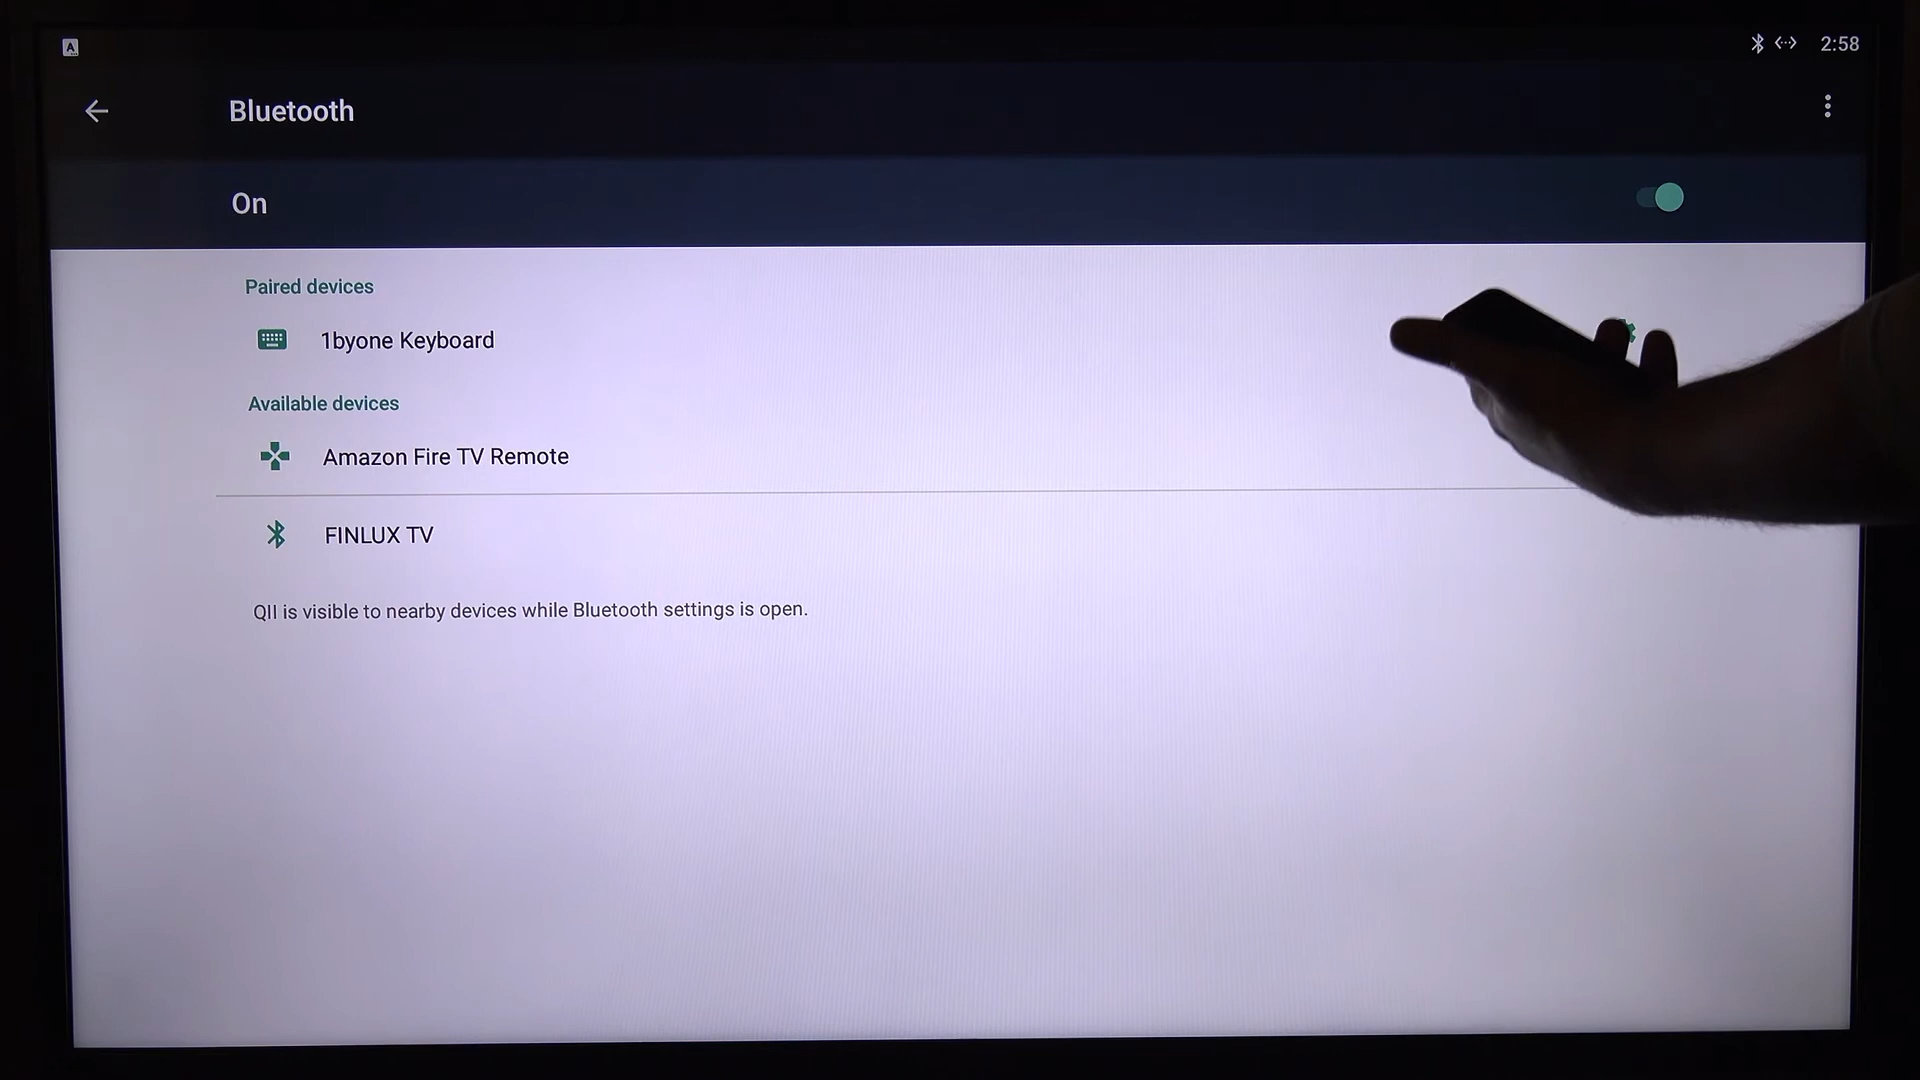 A
2:58
Bluetooth
On
Paired devices
1byone Keyboard
Available devices
Amazon Fire TV Remote
FINLUX TV
QII is visible to nearby devices while Bluetooth settings is open.